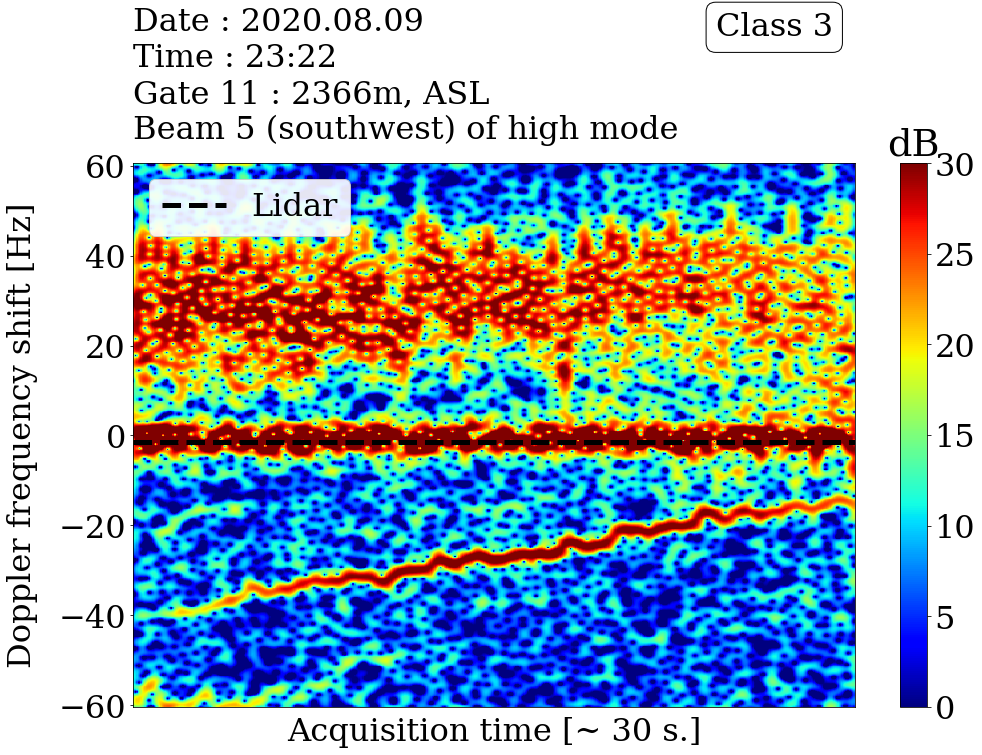 Date : 2020.08.09
Time : 23:22
Gate 11 : 2366m, ASL
Beam 5 (southwest) of high mode
Class 3
dB
Lidar
Doppler frequency shift [Hz]
60
40
20
0
−20
−40
−60
Acquisition time [~ 30 s.]
30
25
20
15
10
5
0